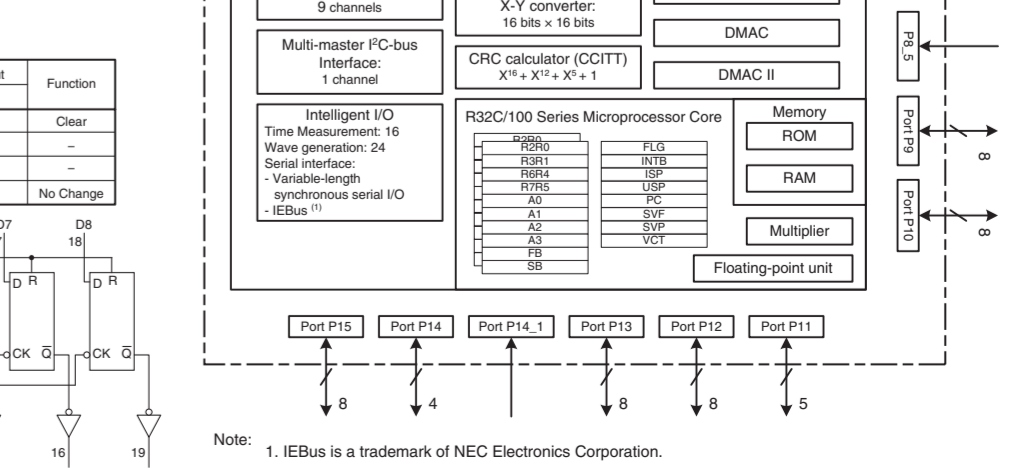 9 channels
Multi-master I²C-bus
Interface:
1 channel
Intelligent I/O
Time Measurement: 16
Wave generation: 24
Serial interface:
- Variable-length
synchronous serial I/O
- IEBus (1)
X-Y converter:
16 bits × 16 bits
CRC calculator (CCITT)
X¹⁶ + X¹² + X⁵ + 1
DMAC
DMAC II
R32C/100 Series Microprocessor Core
R2R0
R2R0
R3R1
R6R4
R7R5
A0
A1
A2
A3
FB
SB
FLG
INTB
ISP
USP
PC
SVF
SVP
VCT
Memory
ROM
RAM
Multiplier
Floating-point unit
P8_5
Port P9
8
Port P10
8
Port P15
Port P14
Port P14_1
Port P13
Port P12
Port P11
8
4
8
8
5
Note:
1. IEBus is a trademark of NEC Electronics Corporation.
Function
Clear
–
–
No Change
D7
D8
18
D R
D R
CK Q̅
CK Q̅
16
19